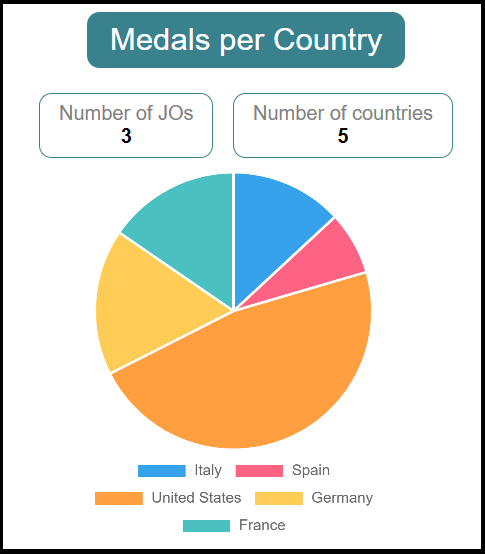 Medals per Country
Number of JOs
3
Number of countries
5
Italy
Spain
United States
Germany
France